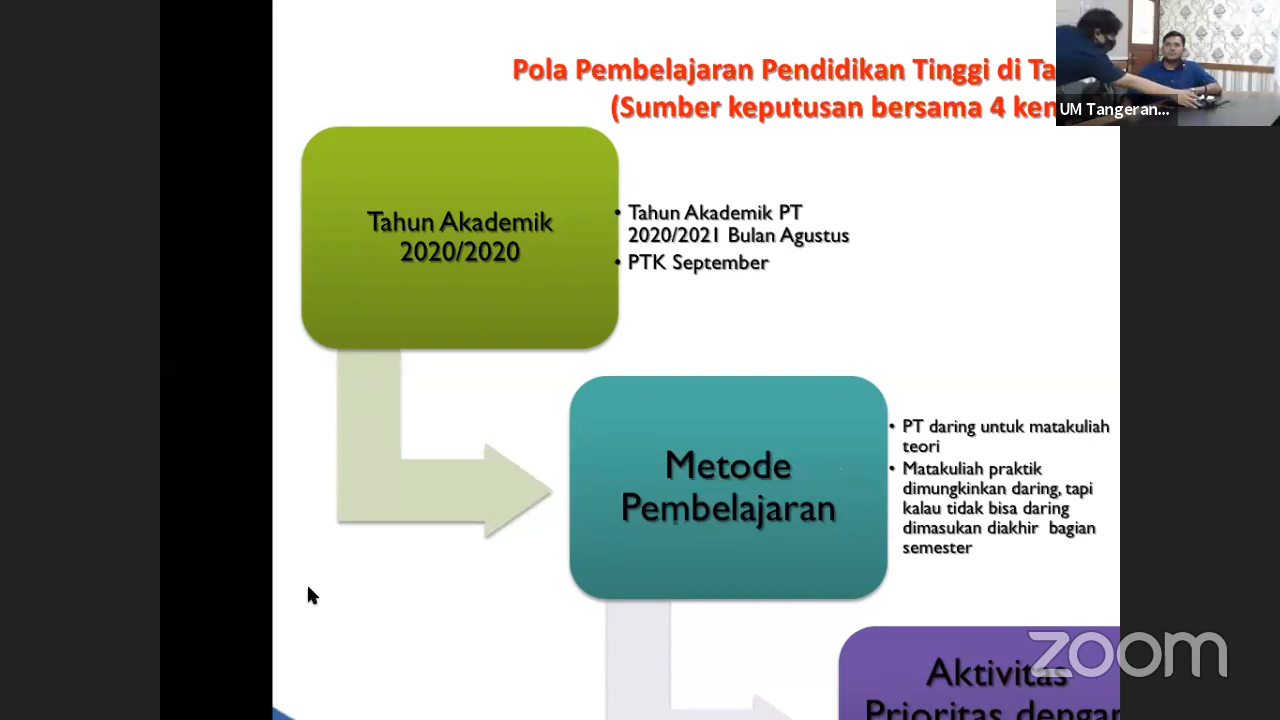 Pola Pembelajaran Pendidikan Tinggi di
(Sumber keputusan bersama 4
UM Tangeran...
Tahun Akademik
2020/2020
• Tahun Akademik PT
2020/2021 Bulan Agustus
• PTK September
Metode
Pembelajaran
• PT daring untuk matakuliah
teori
• Matakuliah praktik
dimungkinkan daring, tapi
kalau tidak bisa daring
dimasukan diakhir bagian
semester
Aktivitas
Prioritas dengan
zoom